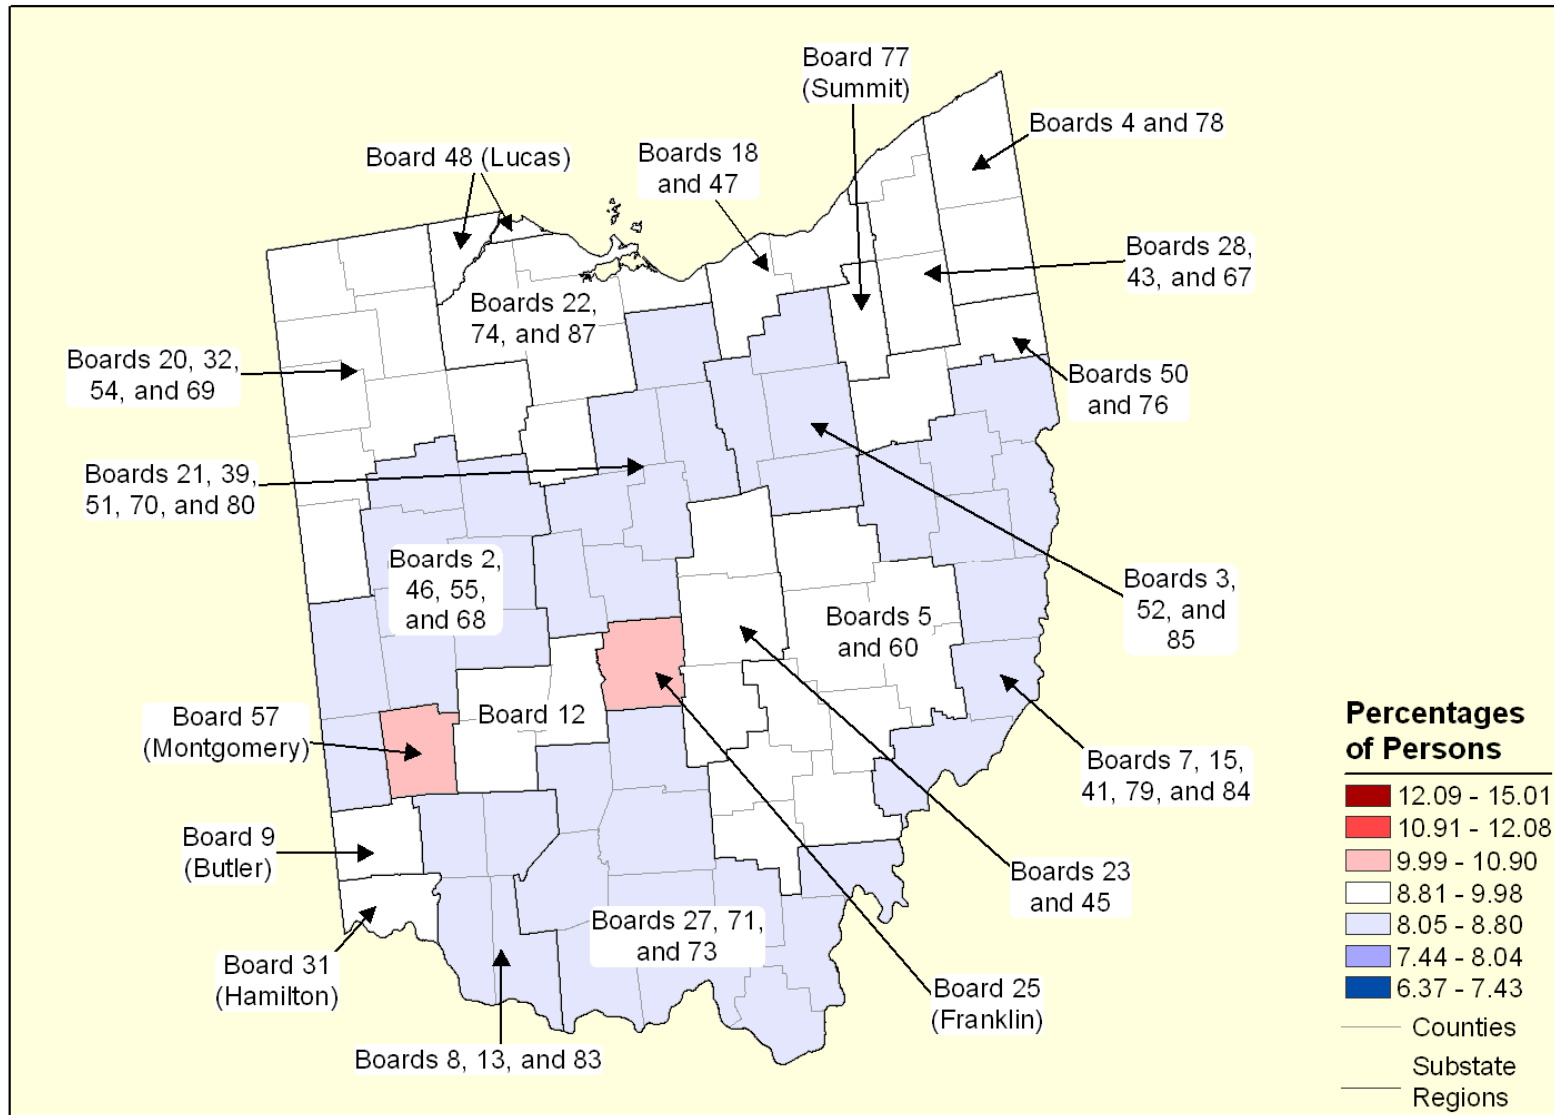 Board 77
(Summit)
Boards 4 and 78
Board 48 (Lucas)
Boards 18
and 47
Boards 28,
43, and 67
Boards 22,
74, and 87
Boards 20, 32,
54, and 69
Boards 50
and 76
Boards 21, 39,
51, 70, and 80
Boards 2,
46, 55,
and 68
Boards 3,
52, and
85
Boards 5
and 60
Board 57
(Montgomery)
Board 12
Boards 7, 15,
41, 79, and 84
Board 9
(Butler)
Boards 23
and 45
Boards 27, 71,
and 73
Board 31
(Hamilton)
Board 25
(Franklin)
Boards 8, 13, and 83
Percentages
of Persons
12.09 - 15.01
10.91 - 12.08
9.99 - 10.90
8.81 - 9.98
8.05 - 8.80
7.44 - 8.04
6.37 - 7.43
Counties
Substate
Regions